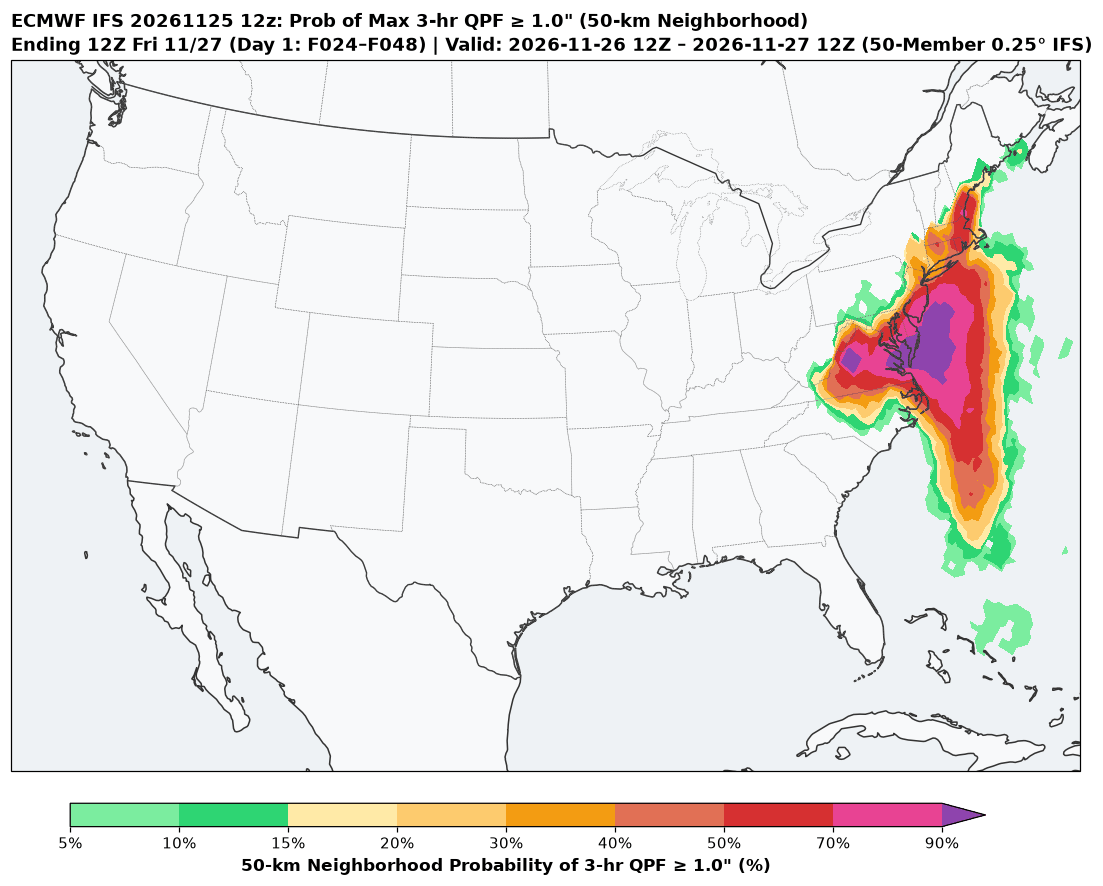 ECMWF IFS 20261125 12z: Prob of Max 3-hr QPF ≥ 1.0" (50-km Neighborhood)
Ending 12Z Fri 11/27 (Day 1: F024–F048) | Valid: 2026-11-26 12Z – 2026-11-27 12Z (50-Member 0.25° IFS)
5% 10% 15% 20% 30% 40% 50% 70% 90%
50-km Neighborhood Probability of 3-hr QPF ≥ 1.0" (%)